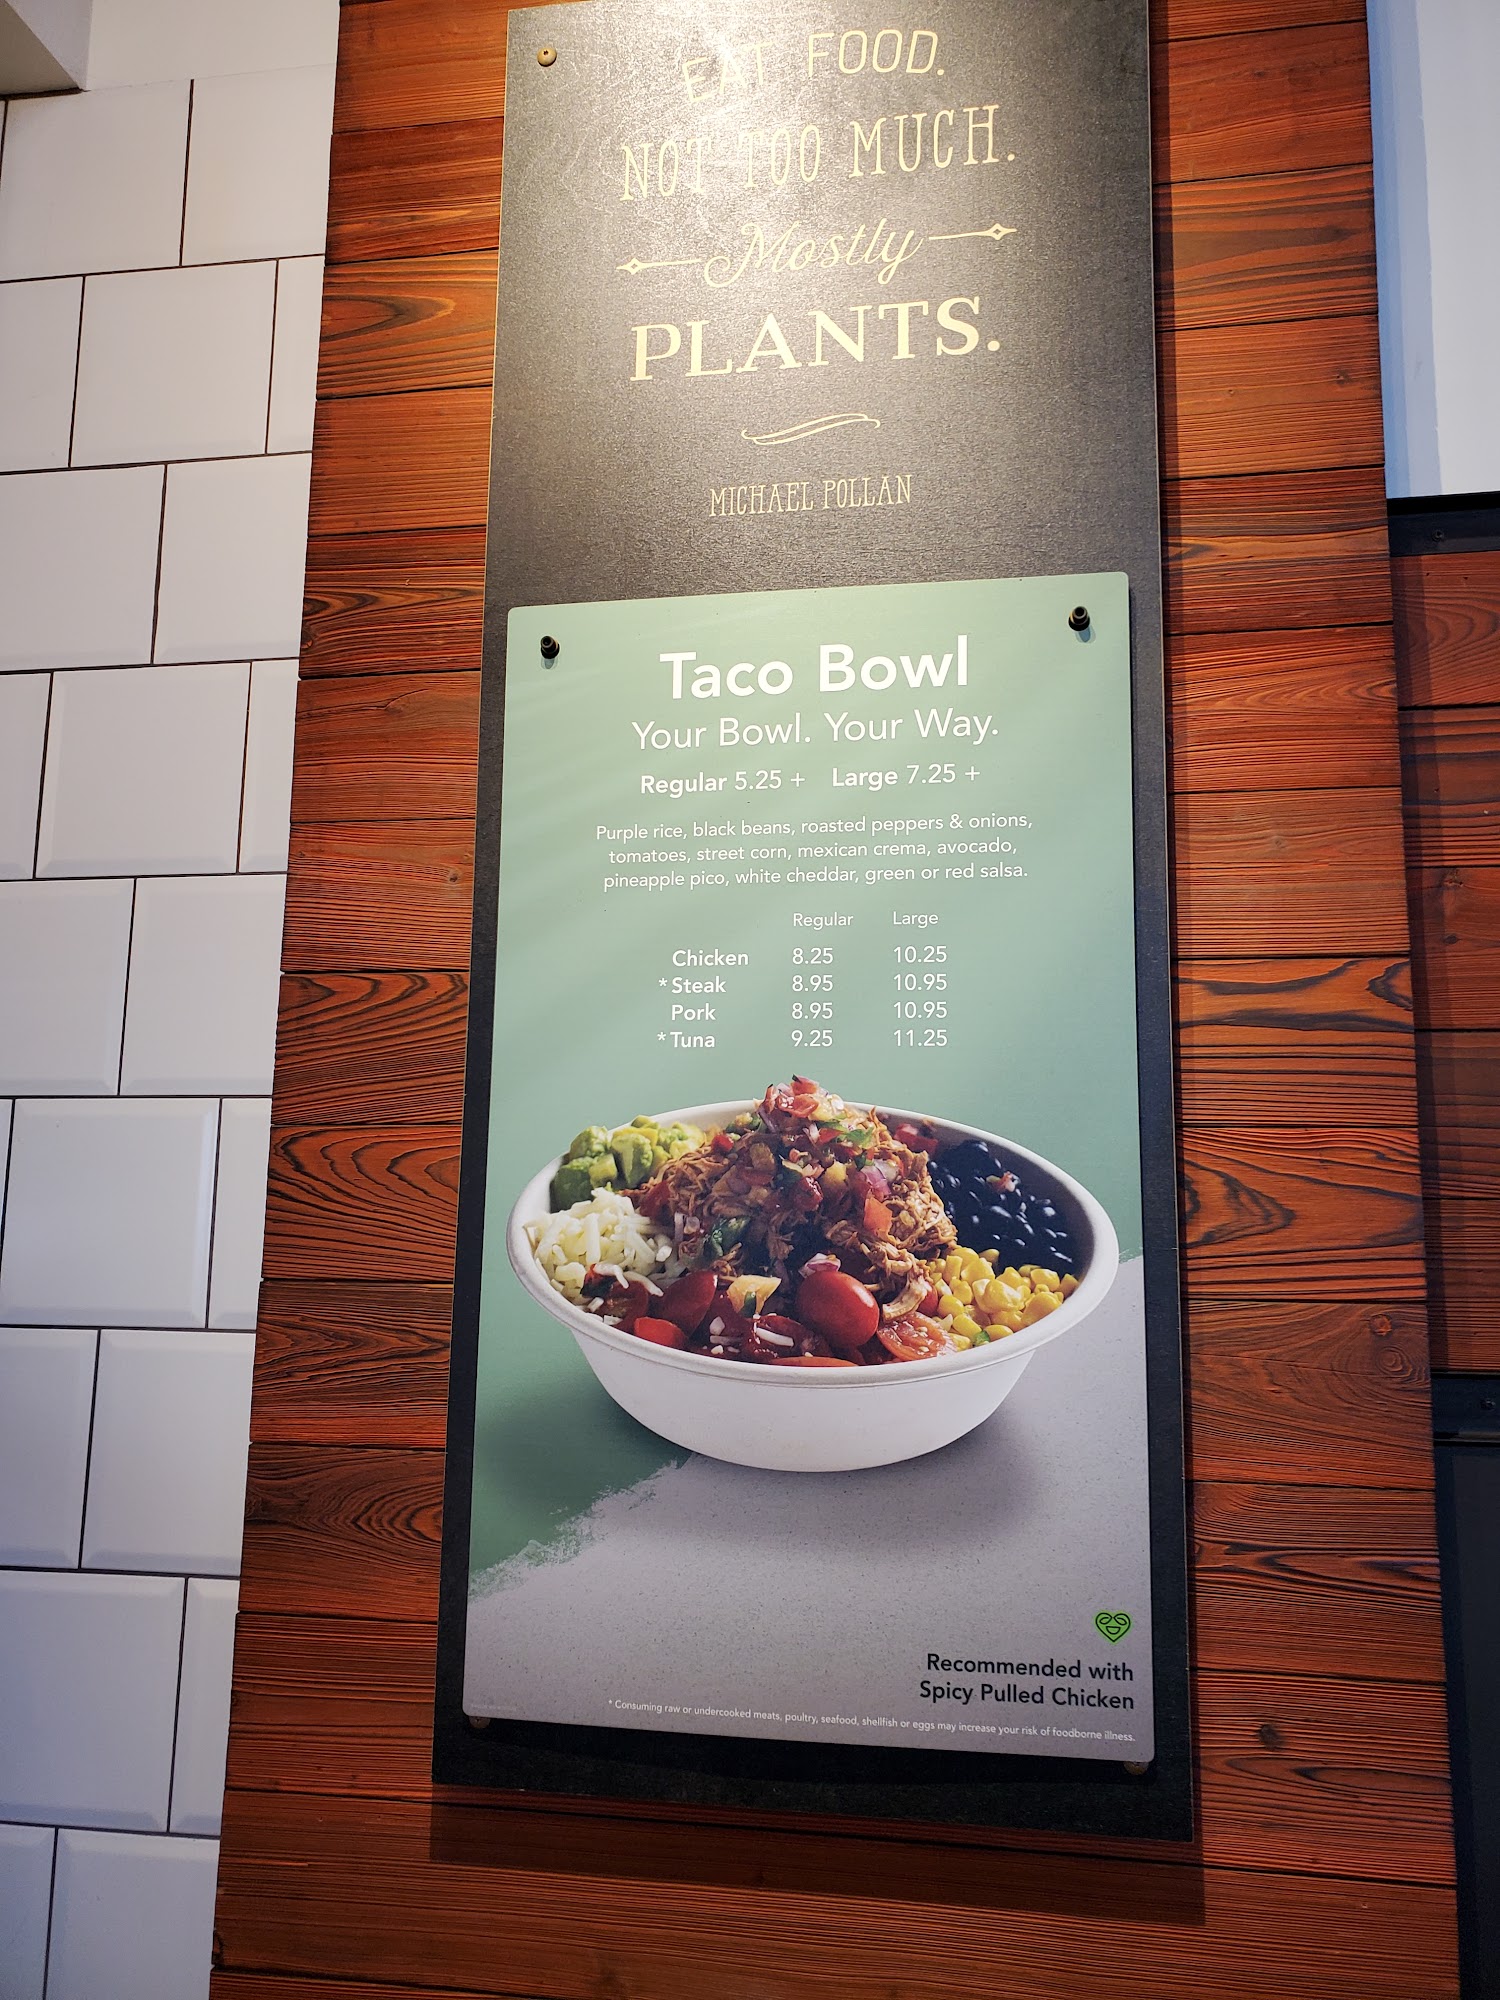 EAT FOOD.
NOT TOO MUCH.
Mostly
PLANTS.
MICHAEL POLLAN
Taco Bowl
Your Bowl. Your Way.
Regular 5.25 + Large 7.25 +
Purple rice, black beans, roasted peppers & onions,
tomatoes, street corn, mexican crema, avocado,
pineapple pico, white cheddar, green or red salsa.
Regular Large
Chicken 8.25 10.25
* Steak 8.95 10.95
Pork 8.95 10.95
* Tuna 9.25 11.25
Recommended with
Spicy Pulled Chicken
* Consuming raw or undercooked meats, poultry, seafood, shellfish or eggs may increase your risk of foodborne illness.